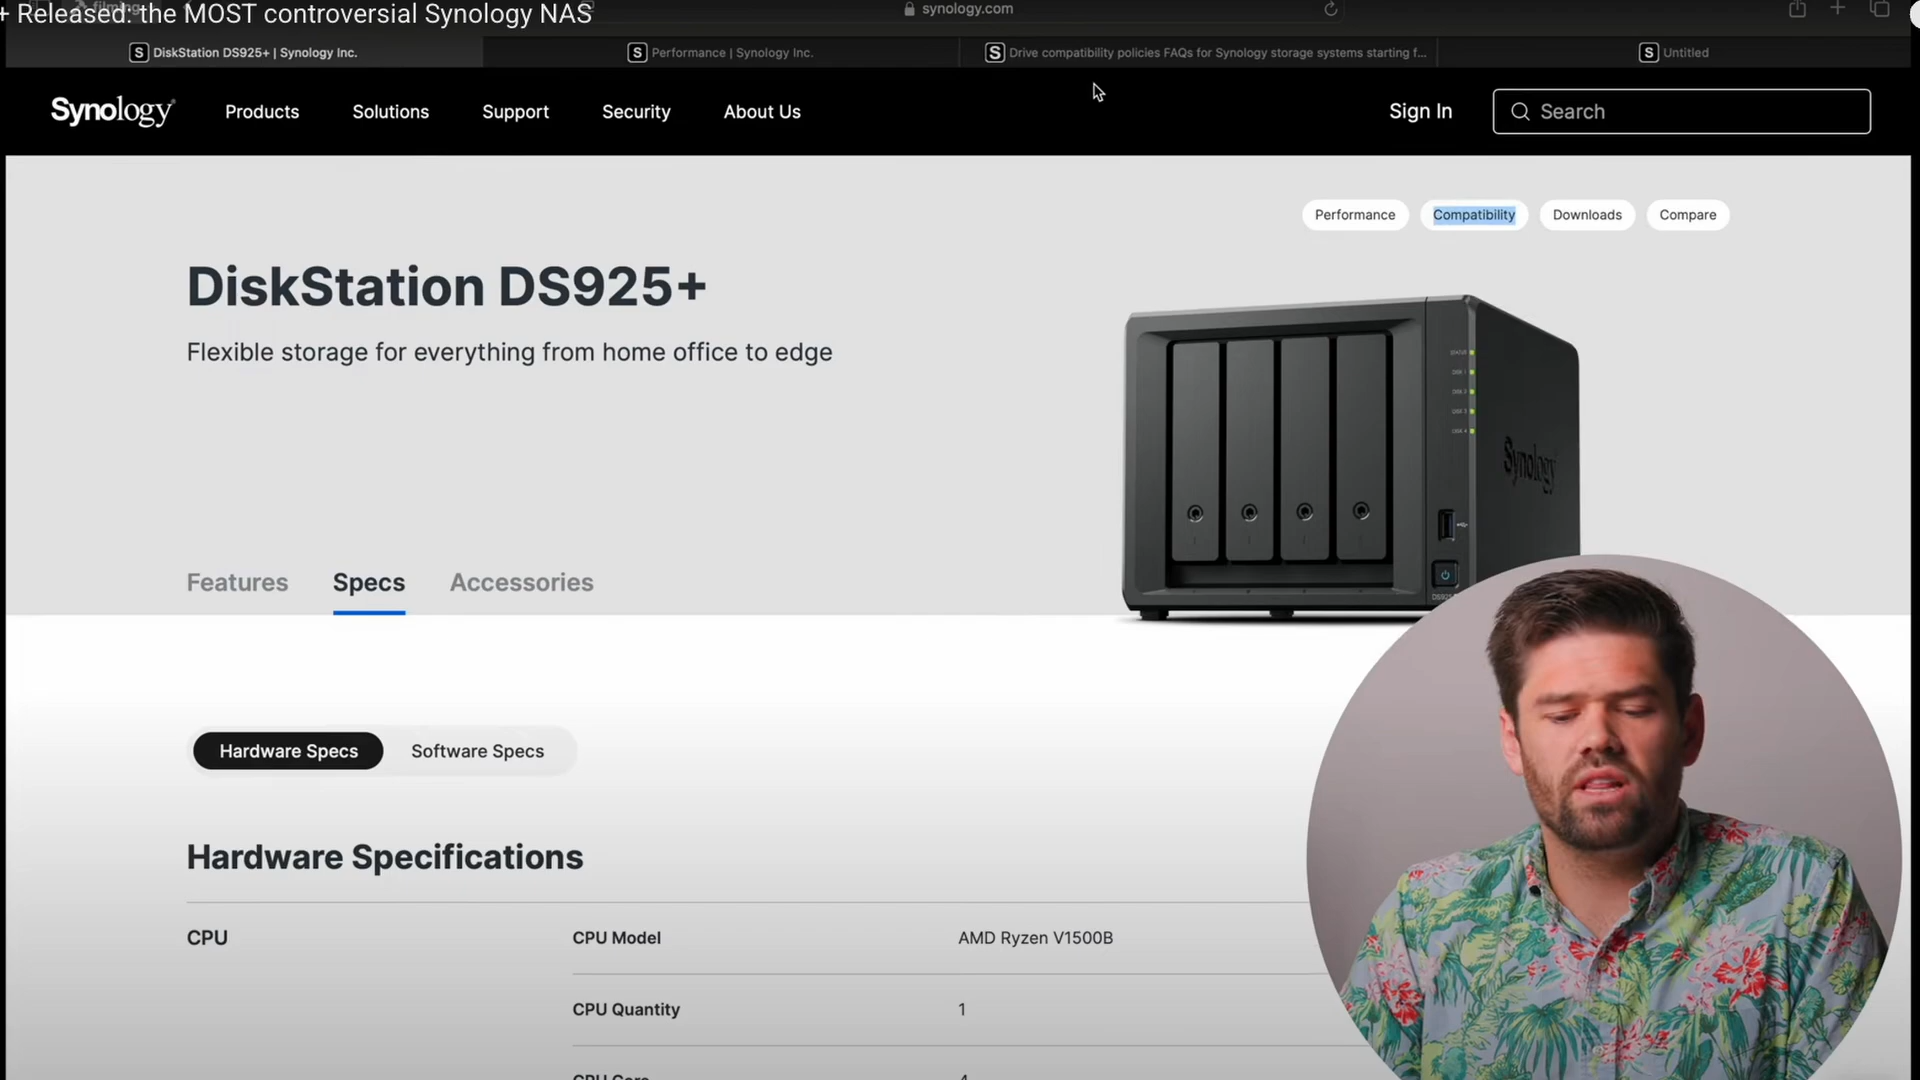 + Released: the MOST controversial Synology NAS
synology.com
DiskStation DS925+ | Synology Inc.
Performance | Synology Inc.
Drive compatibility policies FAQs for Synology storage systems starting f...
Untitled
Synology
Products
Solutions
Support
Security
About Us
Sign In
Search
Performance
Compatibility
Downloads
Compare
DiskStation DS925+
Flexible storage for everything from home office to edge
Synology
Features
Specs
Accessories
Hardware Specs
Software Specs
Hardware Specifications
CPU
CPU Model
AMD Ryzen V1500B
CPU Quantity
1